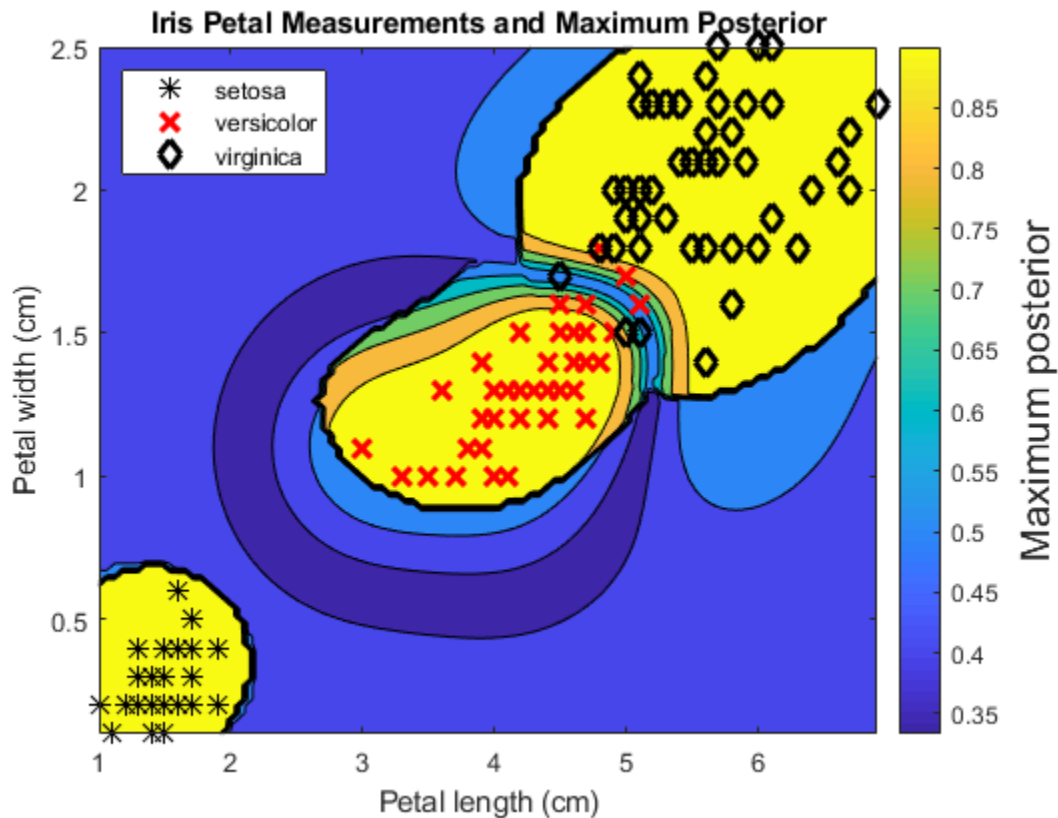 Iris Petal Measurements and Maximum Posterior
setosa
versicolor
virginica
2.5
2
1.5
1
0.5
Petal width (cm)
1 2 3 4 5 6
Petal length (cm)
0.85
0.8
0.75
0.7
0.65
0.6
0.55
0.5
0.45
0.4
0.35
Maximum posterior